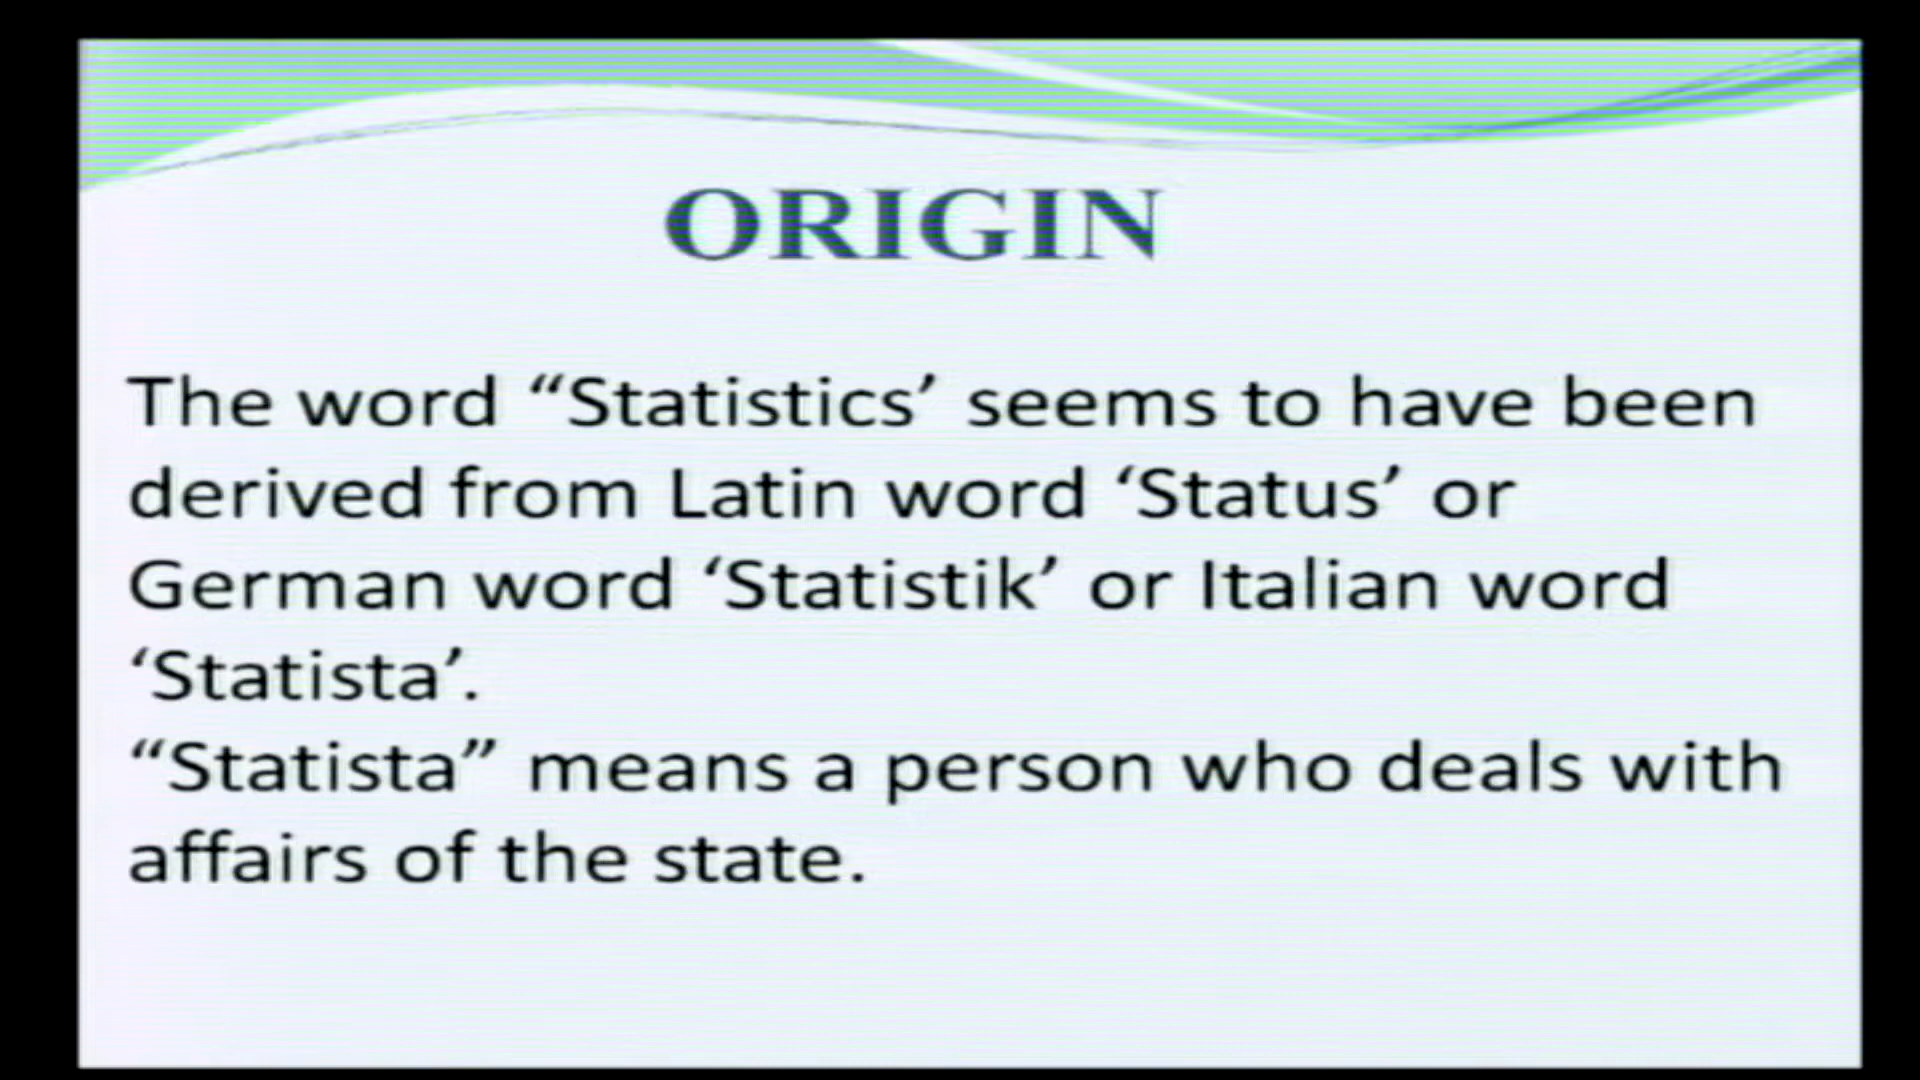 ORIGIN
The word “Statistics’ seems to have been
derived from Latin word ‘Status’ or
German word ‘Statistik’ or Italian word
‘Statista’.
“Statista” means a person who deals with
affairs of the state.